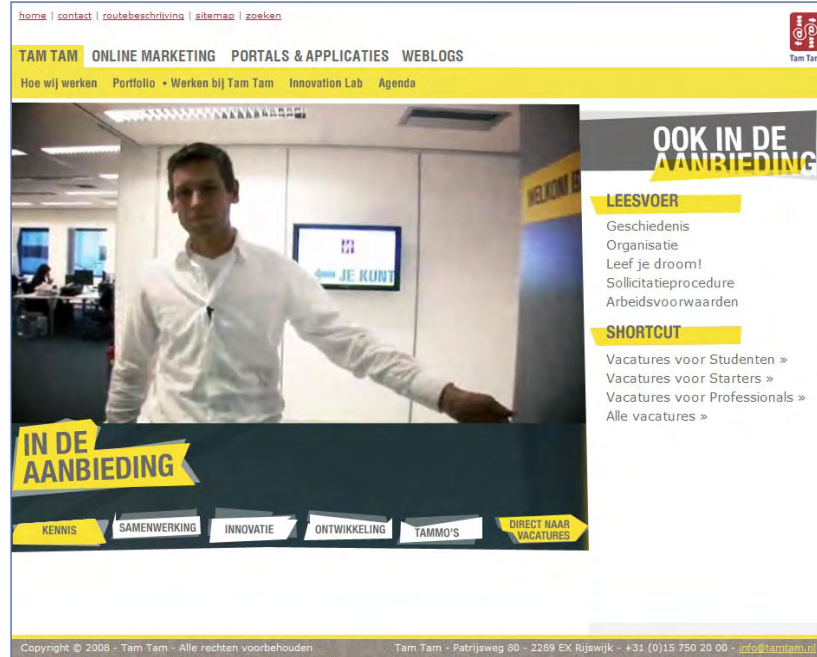 home | contact | routebeschrijving | sitemap | zoeken
Tam Tam
TAM TAM ONLINE MARKETING PORTALS & APPLICATIES WEBLOGS
Hoe wij werken Portfolio • Werken bij Tam Tam Innovation Lab Agenda
WELKOM
JE KUNT
OOK IN DE
AANBIEDING
LEESVOER
Geschiedenis
Organisatie
Leef je droom!
Sollicitatieprocedure
Arbeidsvoorwaarden
SHORTCUT
Vacatures voor Studenten »
Vacatures voor Starters »
Vacatures voor Professionals »
Alle vacatures »
IN DE
AANBIEDING
KENNIS SAMENWERKING INNOVATIE ONTWIKKELING TAMMO'S DIRECT NAAR
VACATURES
Copyright © 2008 - Tam Tam - Alle rechten voorbehouden Tam Tam - Patrijsweg 80 - 2289 EX Rijswijk - +31 (0)15 750 20 00 - info@tamtam.nl